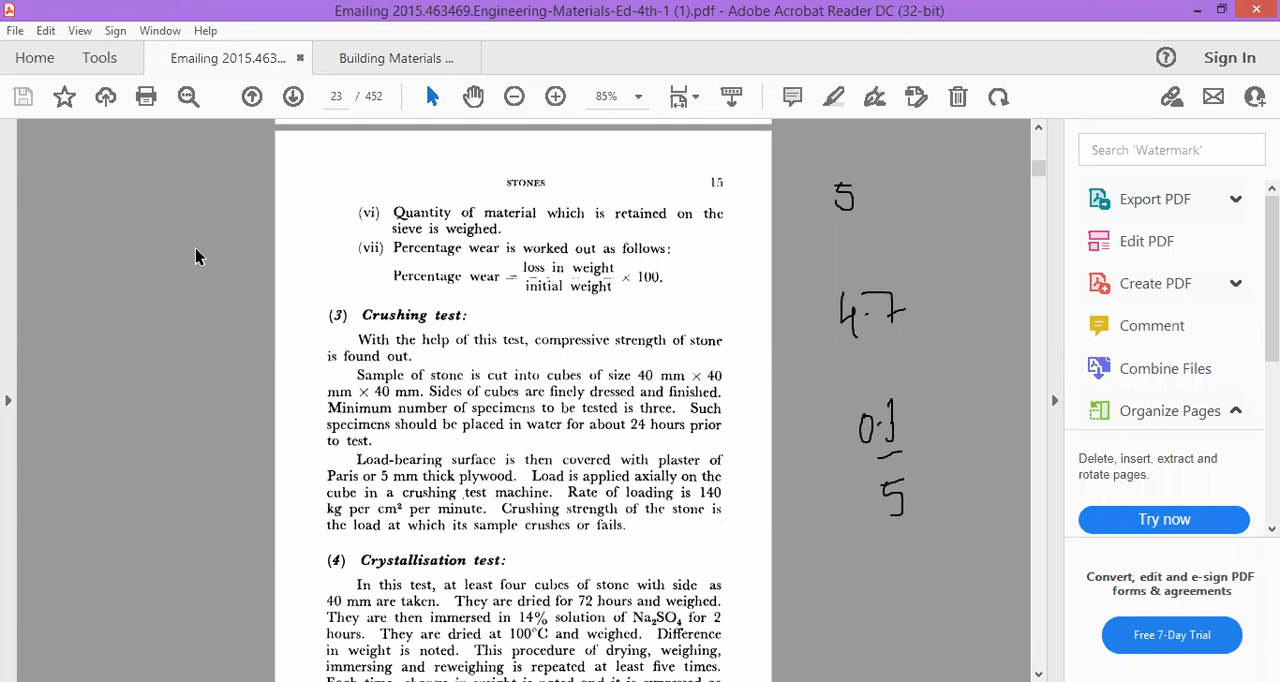 Emailing 2015.463469.Engineering-Materials-Ed-4th-1 (1).pdf - Adobe Acrobat Reader DC (32-bit)
File Edit View Sign Window Help
Home Tools Emailing 2015.463... × Building Materials ... Sign In
23 / 452 85%
STONES 15
(vi) Quantity of material which is retained on the
sieve is weighed.
(vii) Percentage wear is worked out as follows:
Percentage wear = loss in weight / initial weight × 100.
(3) Crushing test:
With the help of this test, compressive strength of stone
is found out.
Sample of stone is cut into cubes of size 40 mm × 40
mm × 40 mm. Sides of cubes are finely dressed and finished.
Minimum number of specimens to be tested is three. Such
specimens should be placed in water for about 24 hours prior
to test.
Load-bearing surface is then covered with plaster of
Paris or 5 mm thick plywood. Load is applied axially on the
cube in a crushing test machine. Rate of loading is 140
kg per cm² per minute. Crushing strength of the stone is
the load at which its sample crushes or fails.
(4) Crystallisation test:
In this test, at least four cubes of stone with side as
40 mm are taken. They are dried for 72 hours and weighed.
They are then immersed in 14% solution of Na₂SO₄ for 2
hours. They are dried at 100°C and weighed. Difference
in weight is noted. This procedure of drying, weighing,
immersing and reweighing is repeated at least five times.
Each time, change in weight is noted and it is expressed as
5
4.7
0.1
5
Search 'Watermark'
Export PDF
Edit PDF
Create PDF
Comment
Combine Files
Organize Pages
Delete, insert, extract and
rotate pages.
Try now
Convert, edit and e-sign PDF
forms & agreements
Free 7-Day Trial